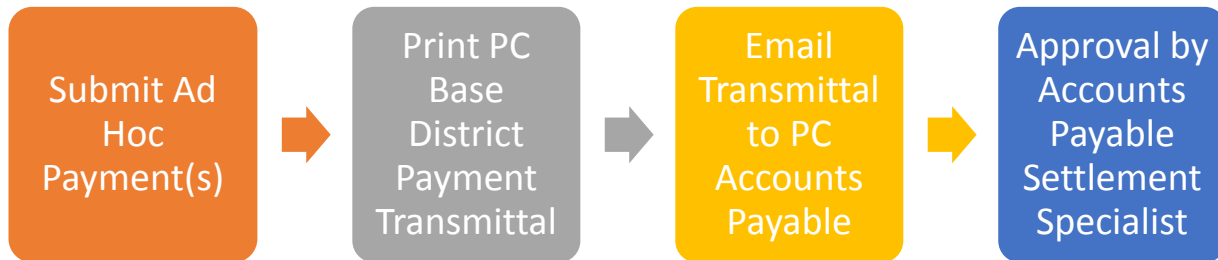 Submit Ad
Hoc
Payment(s)
Print PC
Base
District
Payment
Transmittal
Email
Transmittal
to PC
Accounts
Payable
Approval by
Accounts
Payable
Settlement
Specialist